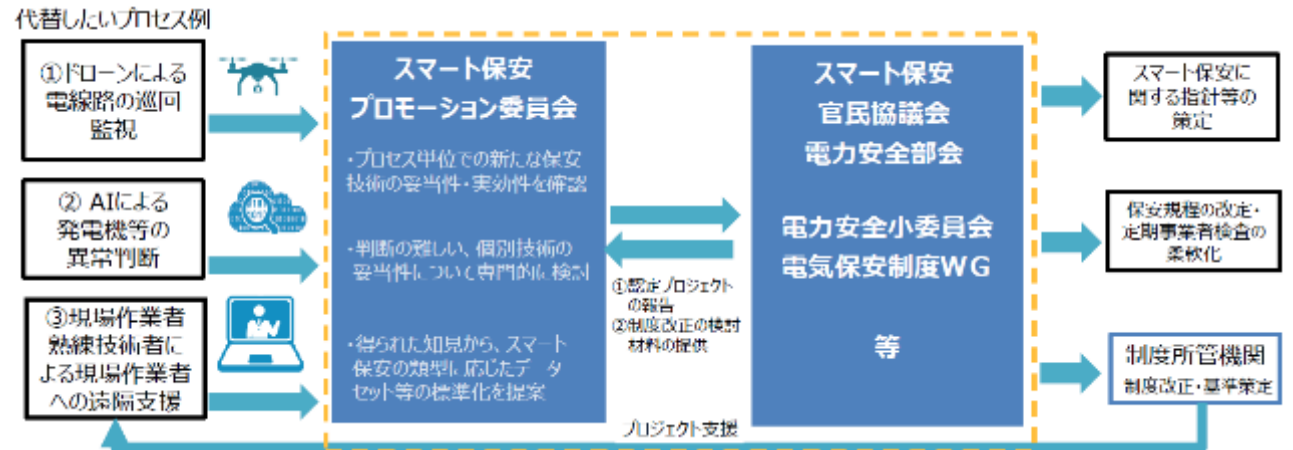 代替したいプロセス例
①ドローンによる
電線路の巡回
監視
② AIによる
発電機等の
異常判断
③現場作業者
熟練技術者に
よる現場作業者
への遠隔支援
スマート保安
プロモーション委員会
・プロセス単位での新たな保安
技術の妥当性・実効性を確認
・判断の難しい、個別技術の
妥当性について専門的に検討
・得られた知見から、スマート
保安の類型に応じたデータ
セット等の標準化を提案
①認定プロジェクト
の報告
②制度改正の検討
材料の提供
スマート保安
官民協議会
電力安全部会
電力安全小委員会
電気保安制度WG
等
スマート保安に
関する指針等の
策定
保安規程の改定・
定期事業者検査の
柔軟化
制度所管機関
制度改正・基準策定
プロジェクト支援